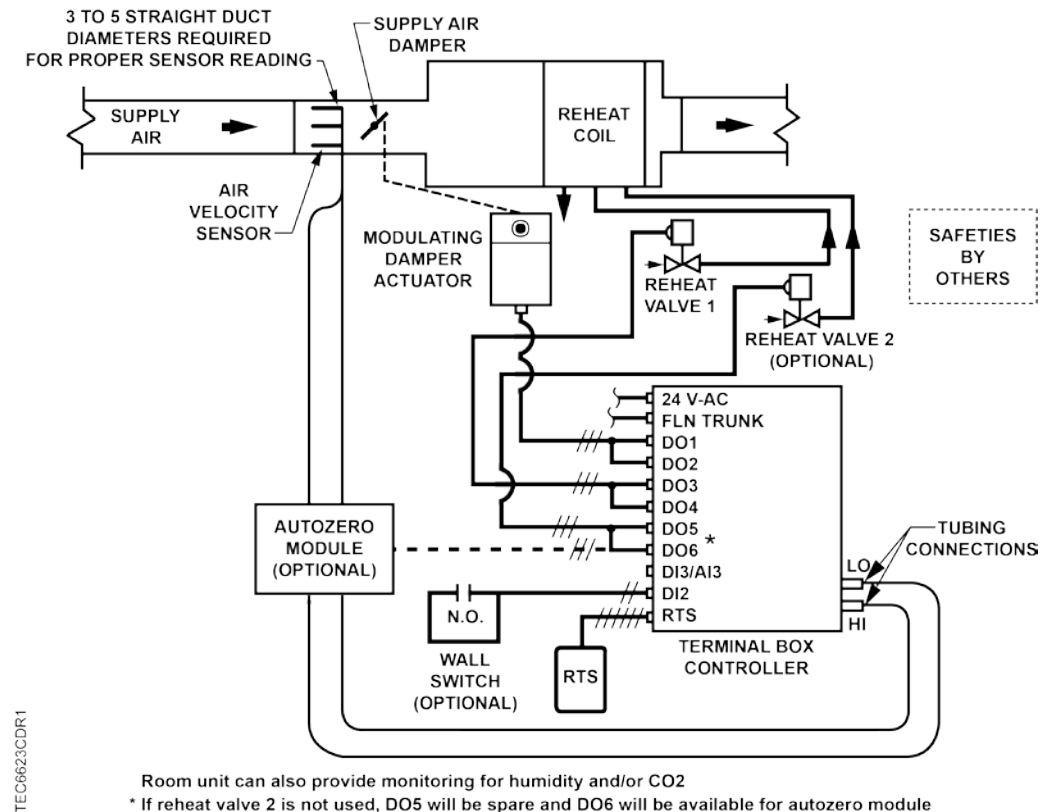 3 TO 5 STRAIGHT DUCT
DIAMETERS REQUIRED
FOR PROPER SENSOR READING
SUPPLY AIR
DAMPER
SUPPLY
AIR
REHEAT
COIL
AIR
VELOCITY
SENSOR
MODULATING
DAMPER
ACTUATOR
REHEAT
VALVE 1
SAFETIES
BY
OTHERS
REHEAT VALVE 2
(OPTIONAL)
24 V-AC
FLN TRUNK
DO1
DO2
DO3
DO4
DO5
DO6 *
DI3/AI3
DI2
RTS
LO
HI
TUBING
CONNECTIONS
AUTOZERO
MODULE
(OPTIONAL)
N.O.
WALL
SWITCH
(OPTIONAL)
RTS
TERMINAL BOX
CONTROLLER
TEC6623CDR1
Room unit can also provide monitoring for humidity and/or CO2
* If reheat valve 2 is not used, DO5 will be spare and DO6 will be available for autozero module